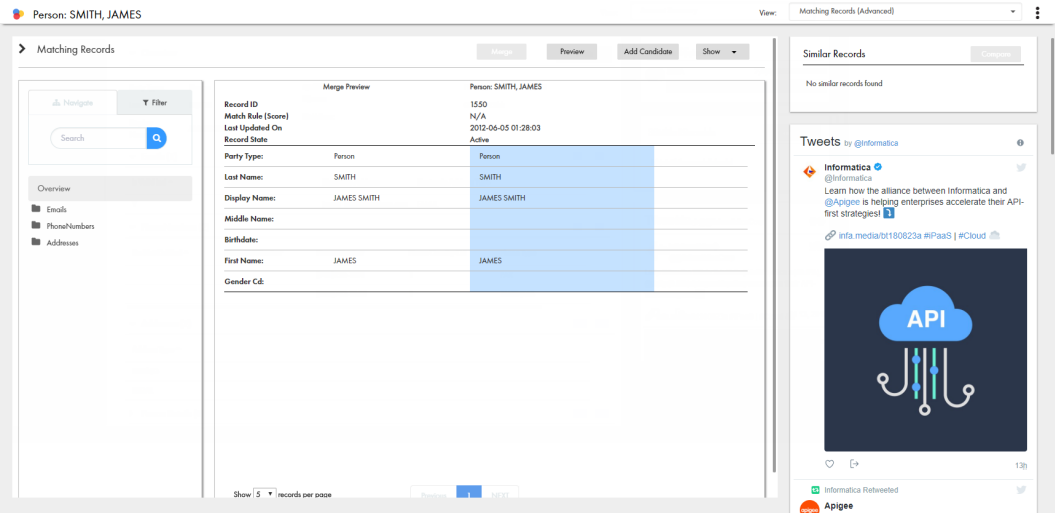 Person: SMITH, JAMES
View:
Matching Records (Advanced)
Matching Records
Merge
Preview
Add Candidate
Show
Navigate
Filter
Search
Overview
Emails
PhoneNumbers
Addresses
Merge Preview Person: SMITH, JAMES
Record ID 1550
Match Rule (Score) N/A
Last Updated On 2012-06-05 01:28:03
Record State Active
Party Type: Person Person
Last Name: SMITH SMITH
Display Name: JAMES SMITH JAMES SMITH
Middle Name:
Birthdate:
First Name: JAMES JAMES
Gender Cd:
Show 5 records per page
Previous 1 NEXT
Similar Records
Compare
No similar records found
Tweets by @Informatica
Informatica
@Informatica
Learn how the alliance between Informatica and
@Apigee is helping enterprises accelerate their API-
first strategies!
infa.media/bt180823a #iPaaS | #Cloud
API
13h
Informatica Retweeted
apigee
Apigee